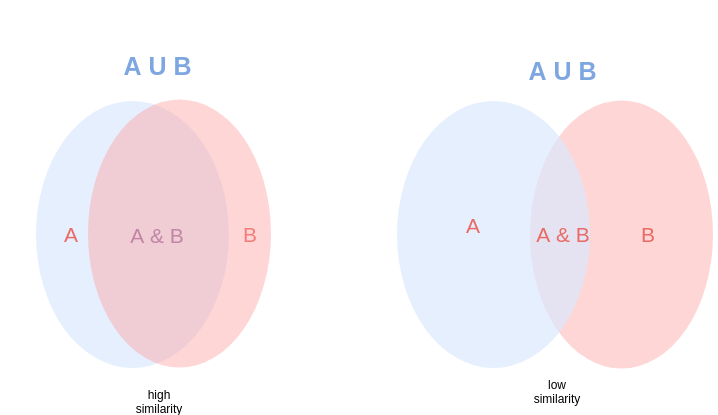 A U B
A
A & B
B
high
similarity
A U B
A
A & B
B
low
similarity